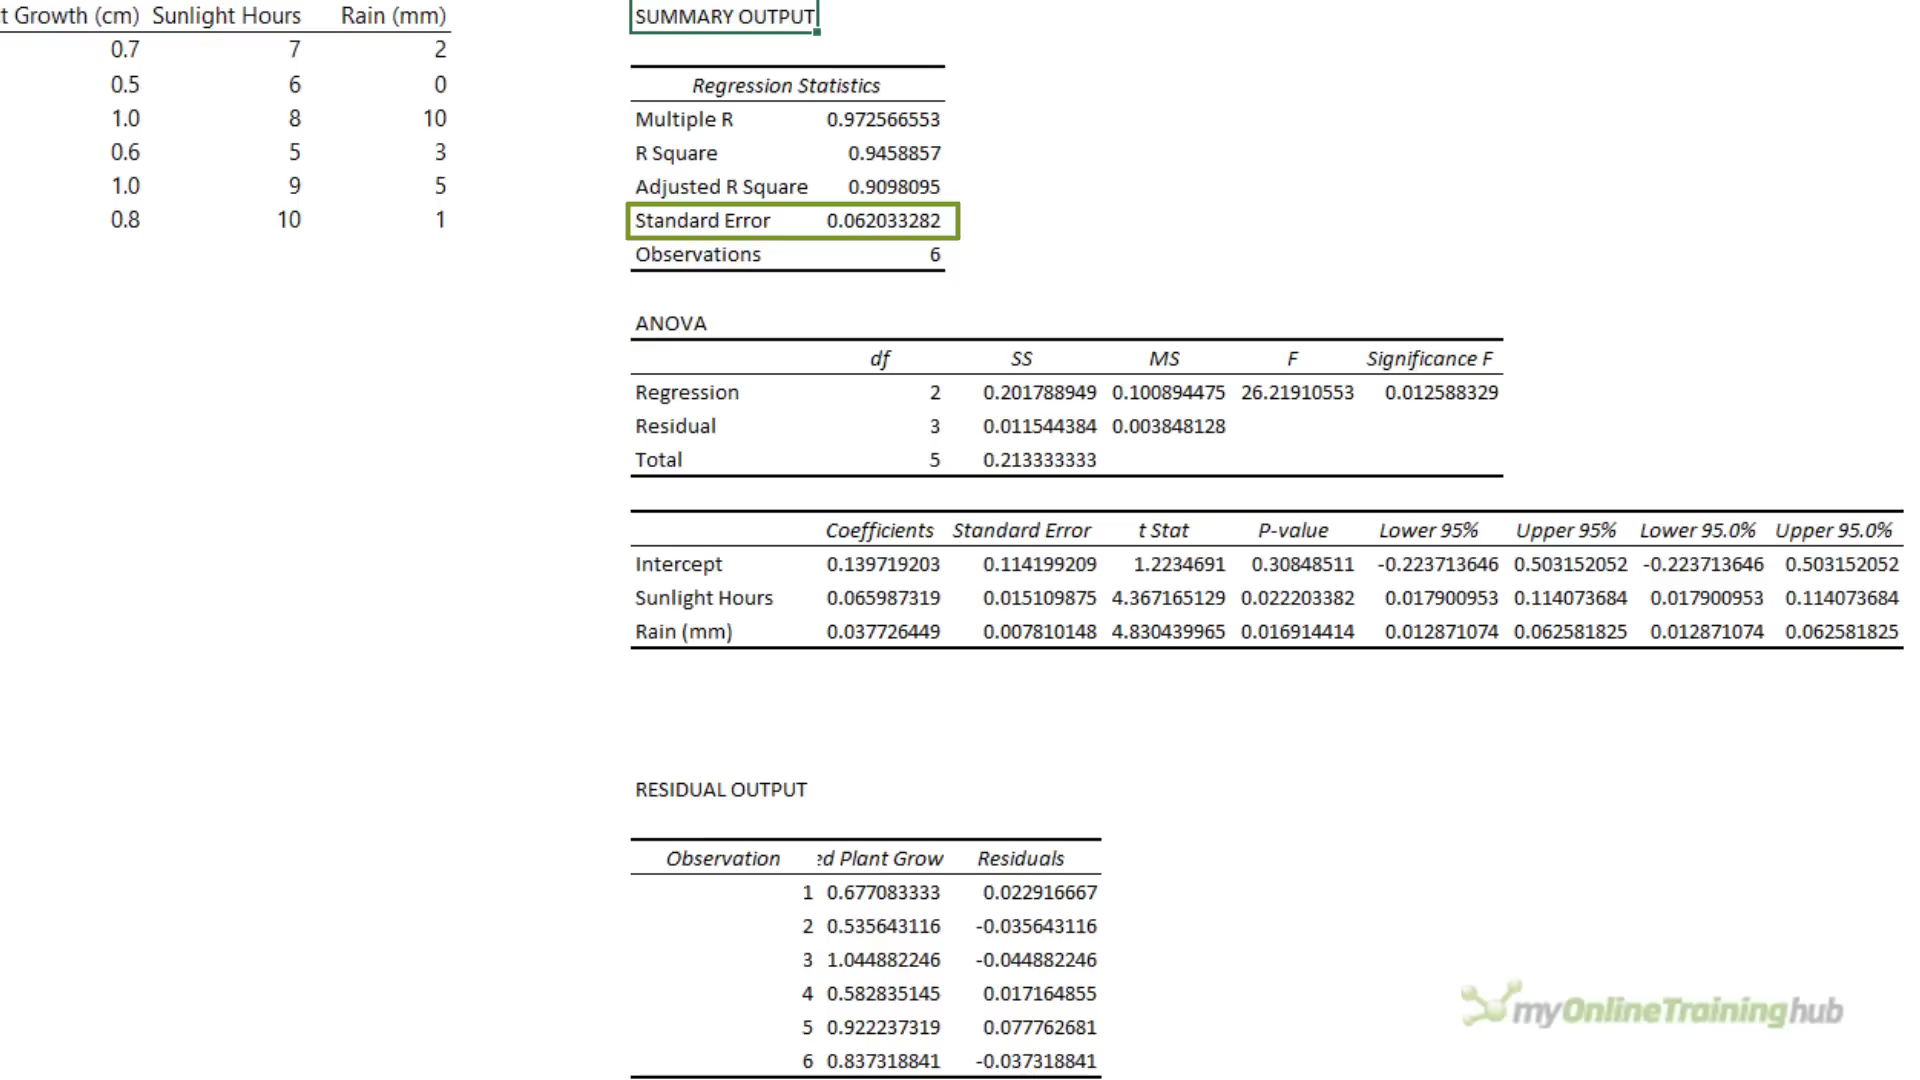 t Growth (cm) Sunlight Hours Rain (mm)
0.7 7 2
0.5 6 0
1.0 8 10
0.6 5 3
1.0 9 5
0.8 10 1
SUMMARY OUTPUT
Regression Statistics
Multiple R 0.972566553
R Square 0.9458857
Adjusted R Square 0.9098095
Standard Error 0.062033282
Observations 6
ANOVA
df SS MS F Significance F
Regression 2 0.201788949 0.100894475 26.21910553 0.012588329
Residual 3 0.011544384 0.003848128
Total 5 0.213333333
Coefficients Standard Error t Stat P-value Lower 95% Upper 95% Lower 95.0% Upper 95.0%
Intercept 0.139719203 0.114199209 1.2234691 0.30848511 -0.223713646 0.503152052 -0.223713646 0.503152052
Sunlight Hours 0.065987319 0.015109875 4.367165129 0.022203382 0.017900953 0.114073684 0.017900953 0.114073684
Rain (mm) 0.037726449 0.007810148 4.830439965 0.016914414 0.012871074 0.062581825 0.012871074 0.062581825
RESIDUAL OUTPUT
Observation ed Plant Grow Residuals
1 0.677083333 0.022916667
2 0.535643116 -0.035643116
3 1.044882246 -0.044882246
4 0.582835145 0.017164855
5 0.922237319 0.077762681
6 0.837318841 -0.037318841
myOnlineTraininghub